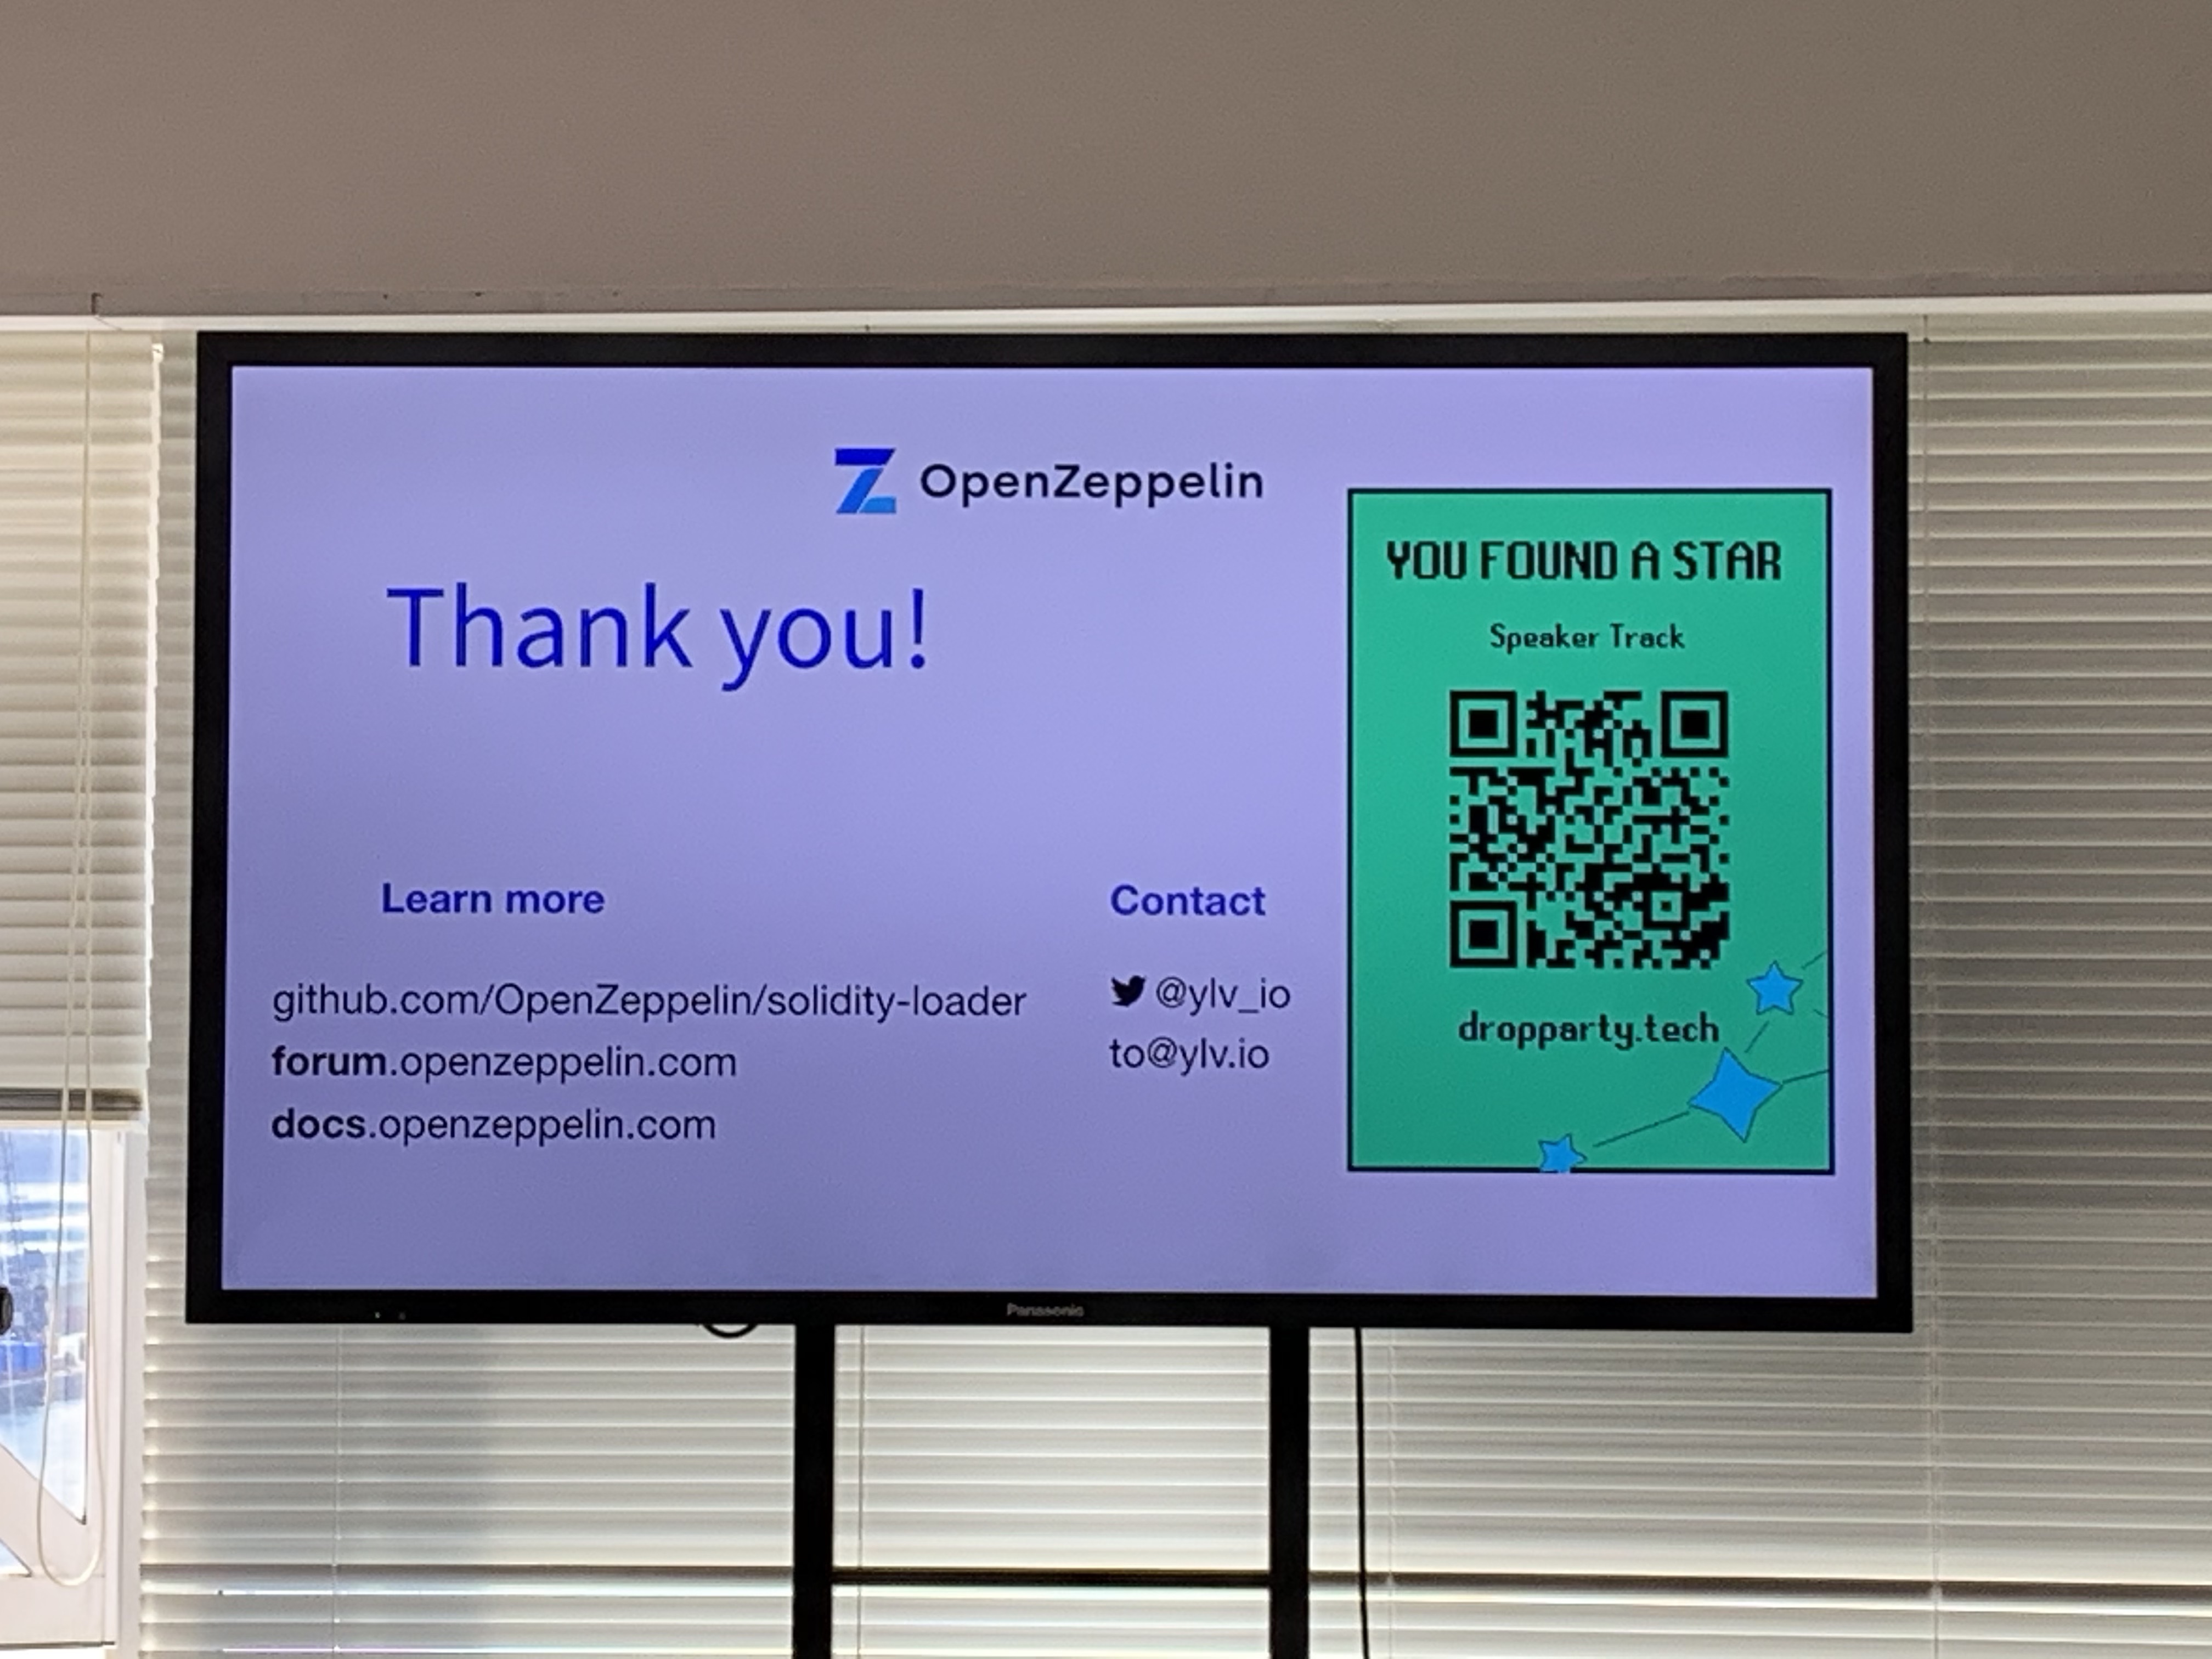 OpenZeppelin
Thank you!
Learn more
github.com/OpenZeppelin/solidity-loader
forum.openzeppelin.com
docs.openzeppelin.com
Contact
@ylv_io
to@ylv.io
YOU FOUND A STAR
Speaker Track
dropparty.tech
Panasonic